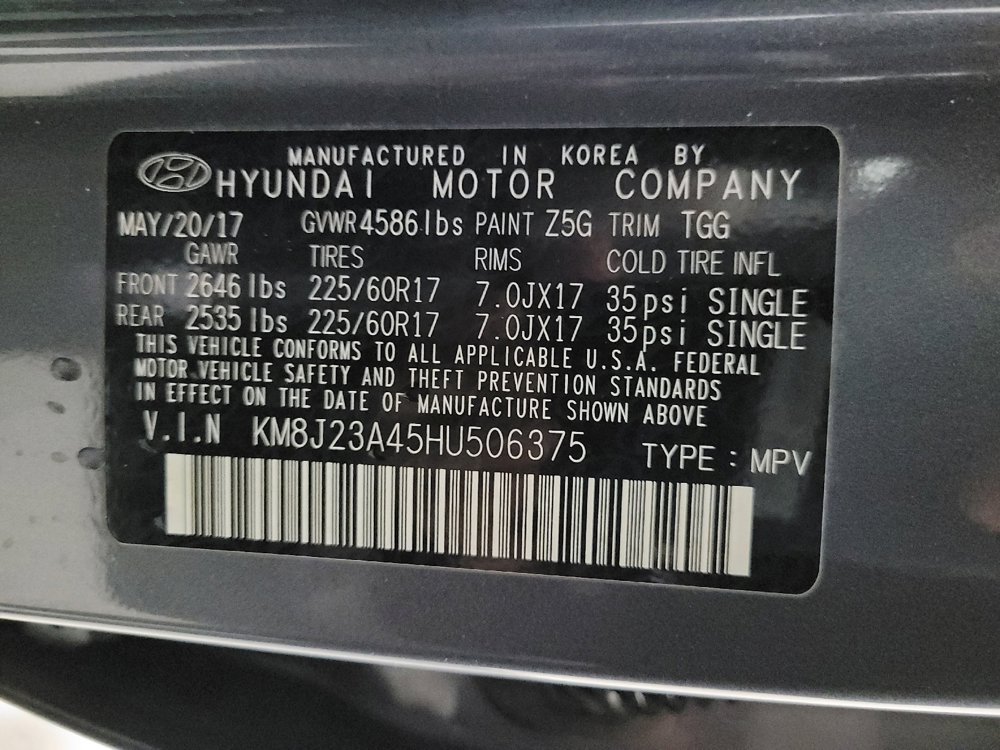 MANUFACTURED IN KOREA BY
HYUNDAI MOTOR COMPANY
MAY/20/17 GVWR 4586 lbs PAINT Z5G TRIM TGG
GAWR TIRES RIMS COLD TIRE INFL
FRONT 2646 lbs 225/60R17 7.0JX17 35psi SINGLE
REAR 2535 lbs 225/60R17 7.0JX17 35psi SINGLE
THIS VEHICLE CONFORMS TO ALL APPLICABLE U.S.A. FEDERAL
MOTOR VEHICLE SAFETY AND THEFT PREVENTION STANDARDS
IN EFFECT ON THE DATE OF MANUFACTURE SHOWN ABOVE
V.I.N KM8J23A45HU506375 TYPE : MPV